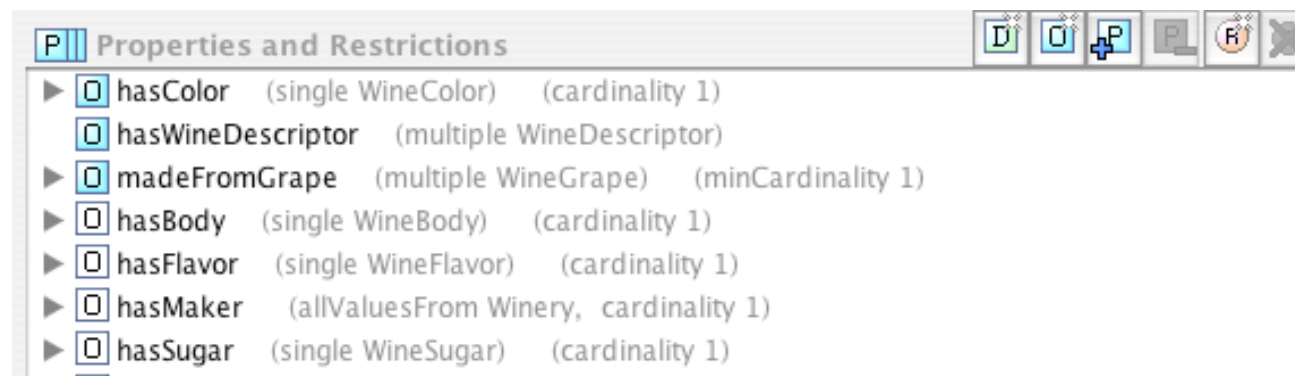 P Properties and Restrictions D O P P R
O hasColor (single WineColor) (cardinality 1)
O hasWineDescriptor (multiple WineDescriptor)
O madeFromGrape (multiple WineGrape) (minCardinality 1)
O hasBody (single WineBody) (cardinality 1)
O hasFlavor (single WineFlavor) (cardinality 1)
O hasMaker (allValuesFrom Winery, cardinality 1)
O hasSugar (single WineSugar) (cardinality 1)